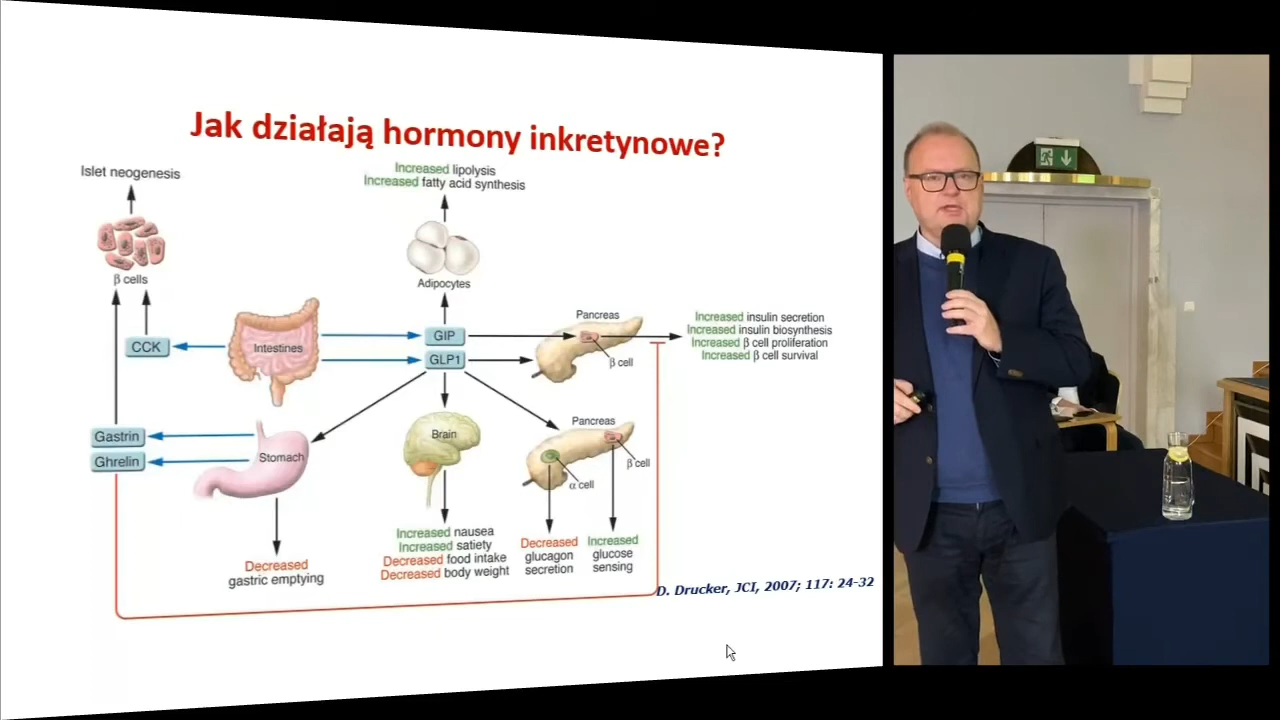 Jak działają hormony inkretynowe?
Islet neogenesis
Increased lipolysis
Increased fatty acid synthesis
β cells
Adipocytes
CCK
Intestines
GIP
GLP1
Pancreas
β cell
Increased insulin secretion
Increased insulin biosynthesis
Increased β cell proliferation
Increased β cell survival
Gastrin
Ghrelin
Stomach
Brain
Pancreas
β cell
α cell
Decreased
gastric emptying
Increased nausea
Increased satiety
Decreased food intake
Decreased body weight
Decreased
glucagon
secretion
Increased
glucose
sensing
D. Drucker, JCI, 2007; 117: 24-32